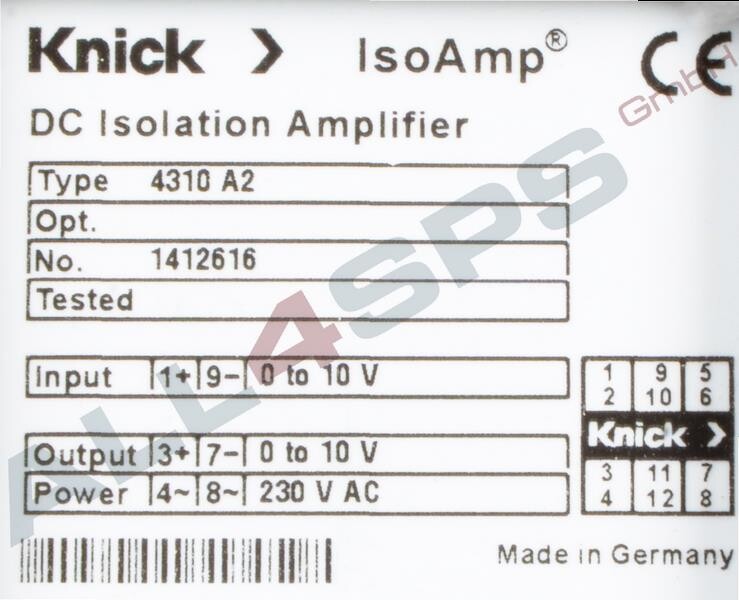 Knick > IsoAmp® CE
DC Isolation Amplifier
Type 4310 A2
Opt.
No. 1412616
Tested
Input 1+ 9- 0 to 10 V
Output 3+ 7- 0 to 10 V
Power 4~ 8~ 230 V AC
1 9 5
2 10 6
Knick >
3 11 7
4 12 8
Made in Germany
ALL4SPS GmbH